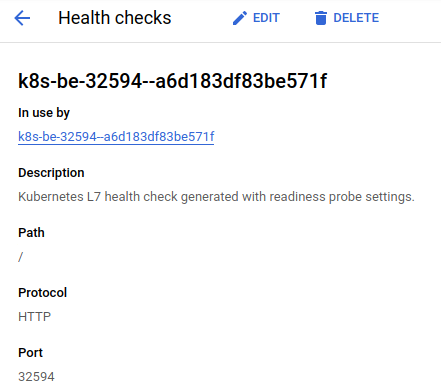 Health checks
EDIT
DELETE
k8s-be-32594--a6d183df83be571f
In use by
k8s-be-32594--a6d183df83be571f
Description
Kubernetes L7 health check generated with readiness probe settings.
Path
/
Protocol
HTTP
Port
32594